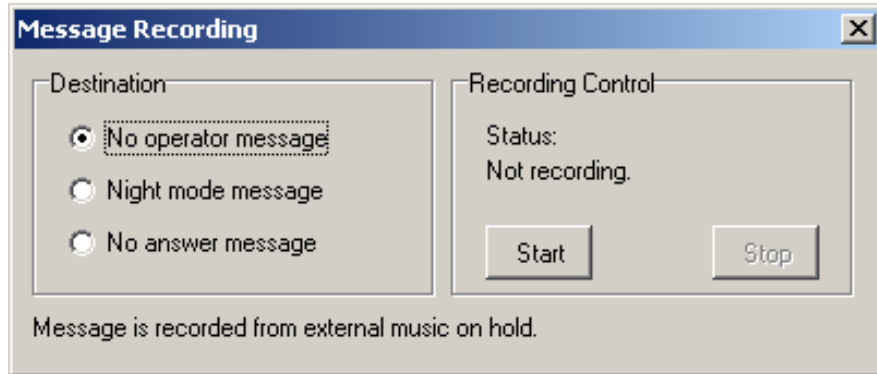 Message Recording
Destination
No operator message
Night mode message
No answer message
Recording Control
Status:
Not recording.
Start
Stop
Message is recorded from external music on hold.